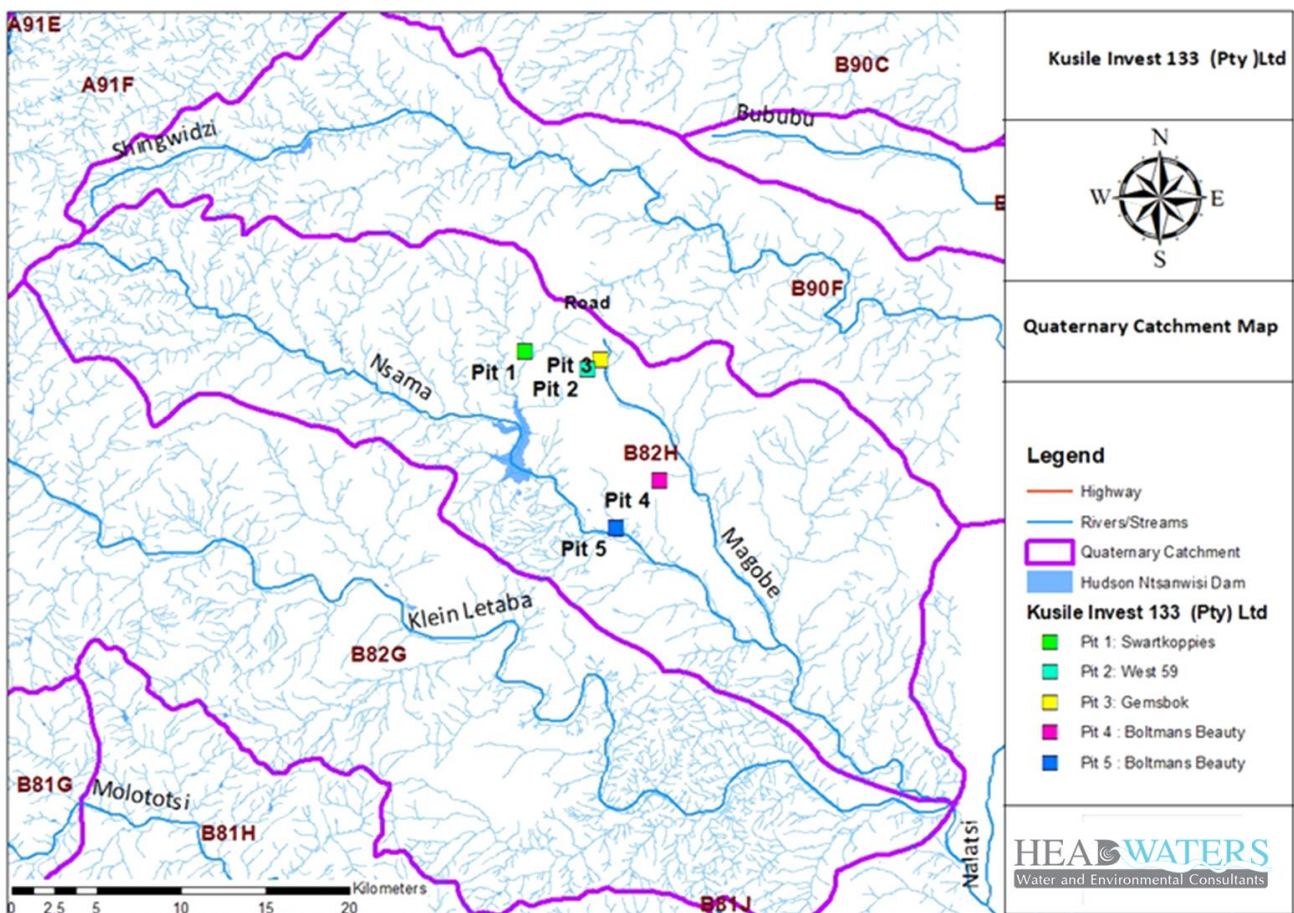 A91E
A91F
B90C
Shingwidzi
Bububu
B90F
Road
Pit 1
Pit 3
Pit 2
Nsama
B82H
Pit 4
Pit 5
Magobe
Klein Letaba
B82G
B81G
Molototsi
B81H
Nalatsi
B81J
Kilometers
0 2.5 5 10 15 20
Kusile Invest 133 (Pty )Ltd
N
W E
S
Quaternary Catchment Map
Legend
Highway
Rivers/Streams
Quaternary Catchment
Hudson Ntsanwisi Dam
Kusile Invest 133 (Pty) Ltd
Pit 1: Swartkoppies
Pit 2: West 59
Pit 3: Gemsbok
Pit 4 : Boltmans Beauty
Pit 5 : Boltmans Beauty
HEADWATERS
Water and Environmental Consultants